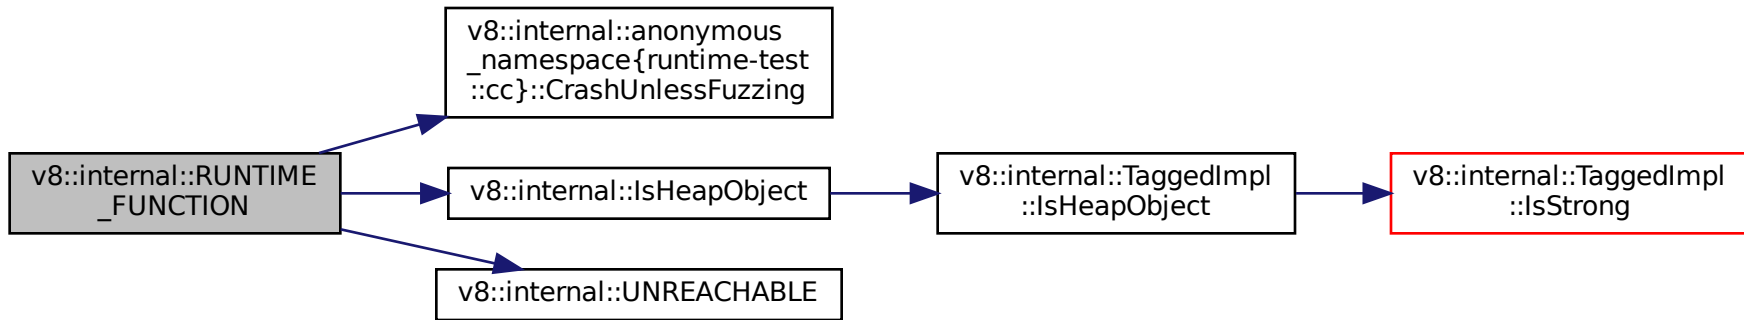 v8::internal::anonymous
_namespace{runtime-test
::cc}::CrashUnlessFuzzing
v8::internal::RUNTIME
_FUNCTION
v8::internal::IsHeapObject
v8::internal::TaggedImpl
::IsHeapObject
v8::internal::TaggedImpl
::IsStrong
v8::internal::UNREACHABLE